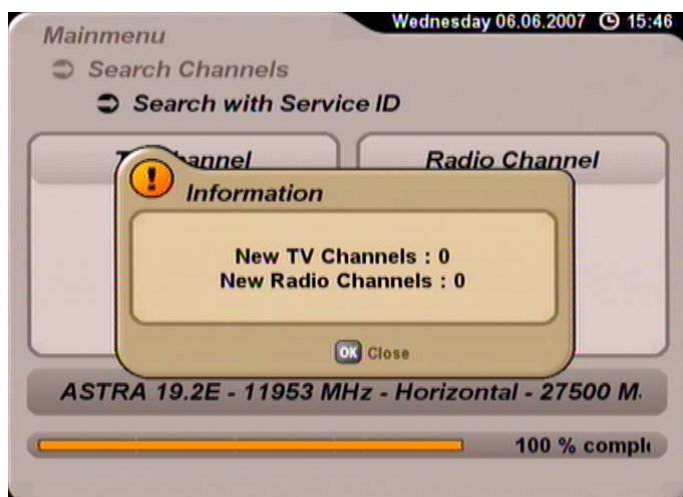 Wednesday 06.06.2007 15:46
Mainmenu
Search Channels
Search with Service ID
Radio Channel
Information
New TV Channels : 0
New Radio Channels : 0
OK Close
ASTRA 19.2E - 11953 MHz - Horizontal - 27500 M
100 %